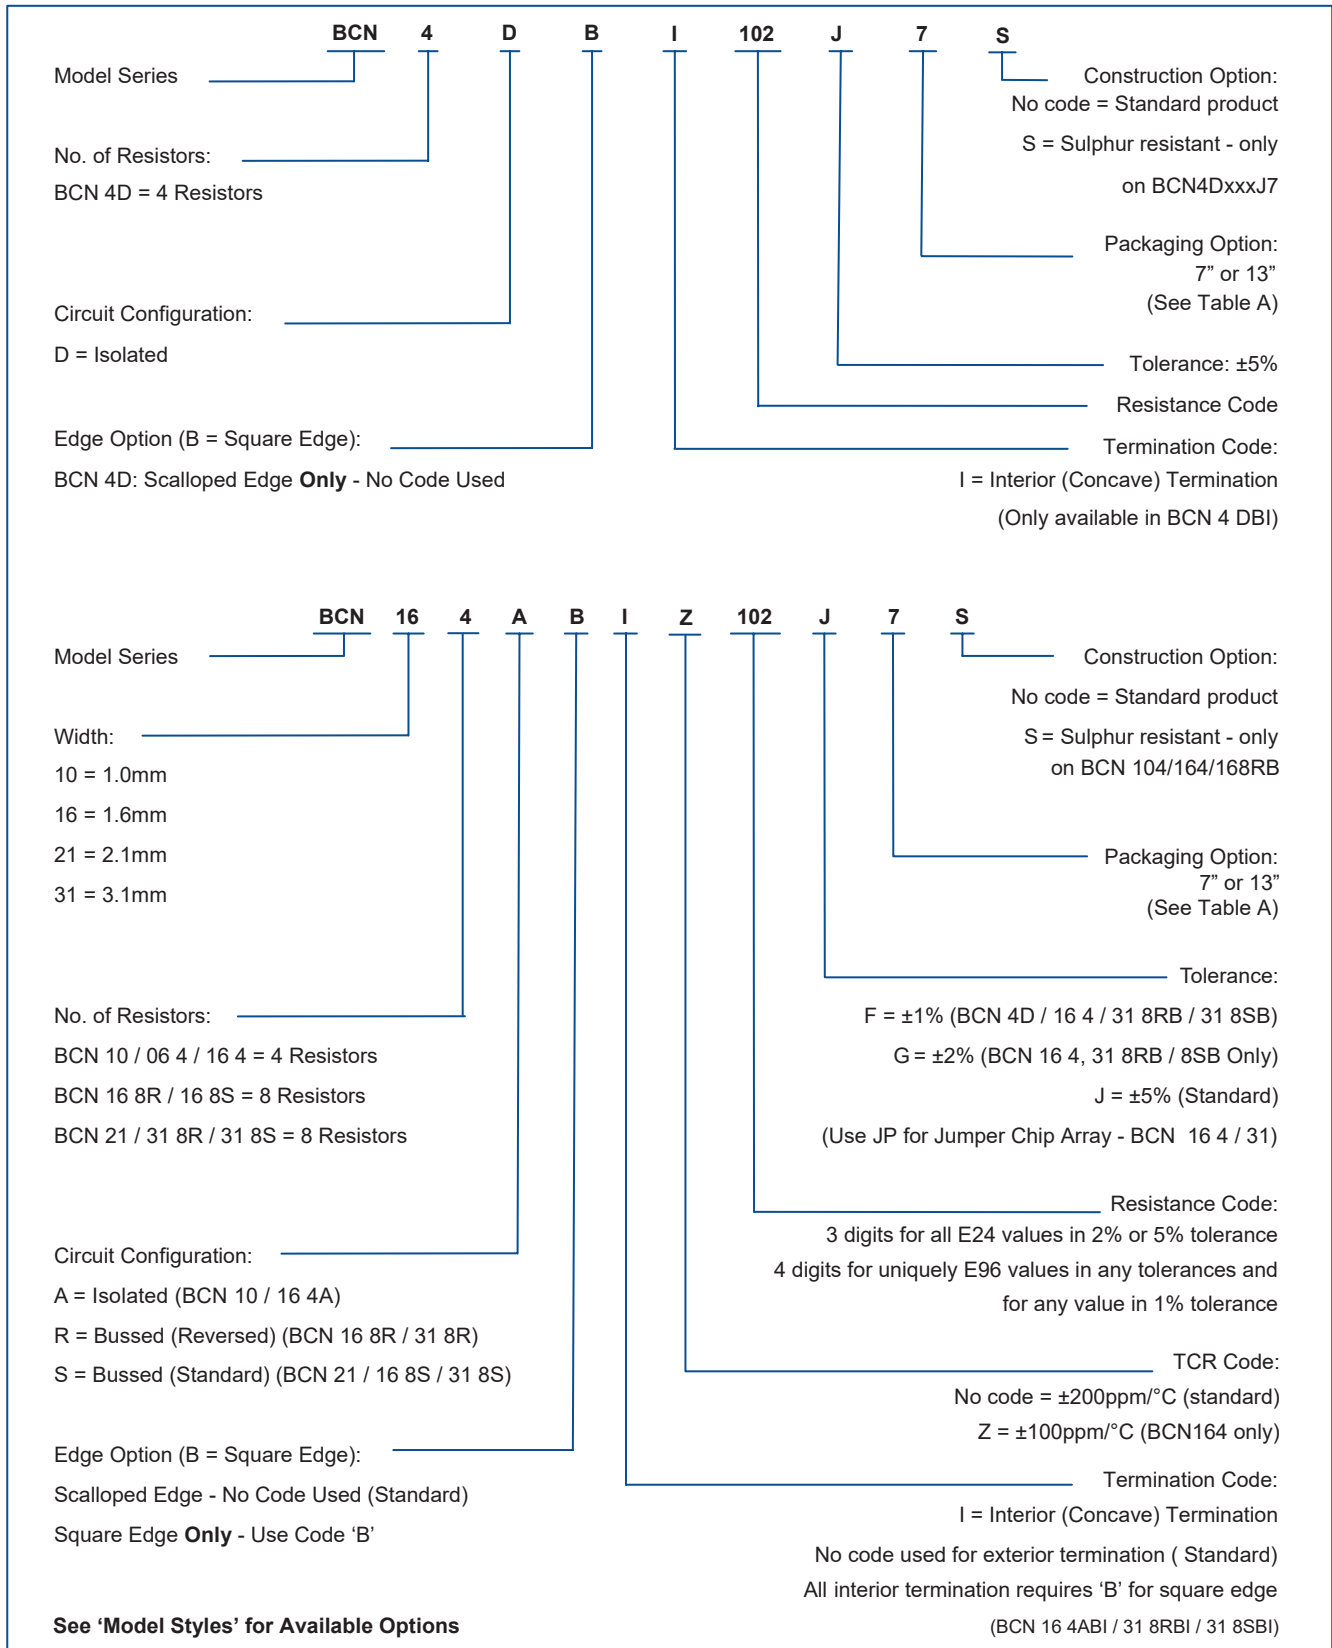 BCN 4 D B I 102 J 7 S
Model Series
Construction Option:
No code = Standard product
S = Sulphur resistant - only
on BCN4DxxxJ7
No. of Resistors:
BCN 4D = 4 Resistors
Packaging Option:
7” or 13”
(See Table A)
Circuit Configuration:
D = Isolated
Tolerance: ±5%
Resistance Code
Edge Option (B = Square Edge):
BCN 4D: Scalloped Edge Only - No Code Used
Termination Code:
I = Interior (Concave) Termination
(Only available in BCN 4 DBI)
BCN 16 4 A B I Z 102 J 7 S
Model Series
Construction Option:
No code = Standard product
S = Sulphur resistant - only
on BCN 104/164/168RB
Width:
10 = 1.0mm
16 = 1.6mm
21 = 2.1mm
31 = 3.1mm
Packaging Option:
7” or 13”
(See Table A)
Tolerance:
F = ±1% (BCN 4D / 16 4 / 31 8RB / 31 8SB)
G = ±2% (BCN 16 4, 31 8RB / 8SB Only)
J = ±5% (Standard)
(Use JP for Jumper Chip Array - BCN 16 4 / 31)
No. of Resistors:
BCN 10 / 06 4 / 16 4 = 4 Resistors
BCN 16 8R / 16 8S = 8 Resistors
BCN 21 / 31 8R / 31 8S = 8 Resistors
Resistance Code:
3 digits for all E24 values in 2% or 5% tolerance
4 digits for uniquely E96 values in any tolerances and
for any value in 1% tolerance
Circuit Configuration:
A = Isolated (BCN 10 / 16 4A)
R = Bussed (Reversed) (BCN 16 8R / 31 8R)
S = Bussed (Standard) (BCN 21 / 16 8S / 31 8S)
TCR Code:
No code = ±200ppm/°C (standard)
Z = ±100ppm/°C (BCN164 only)
Edge Option (B = Square Edge):
Scalloped Edge - No Code Used (Standard)
Square Edge Only - Use Code ‘B’
Termination Code:
I = Interior (Concave) Termination
No code used for exterior termination ( Standard)
All interior termination requires ‘B’ for square edge
(BCN 16 4ABI / 31 8RBI / 31 8SBI)
See ‘Model Styles’ for Available Options